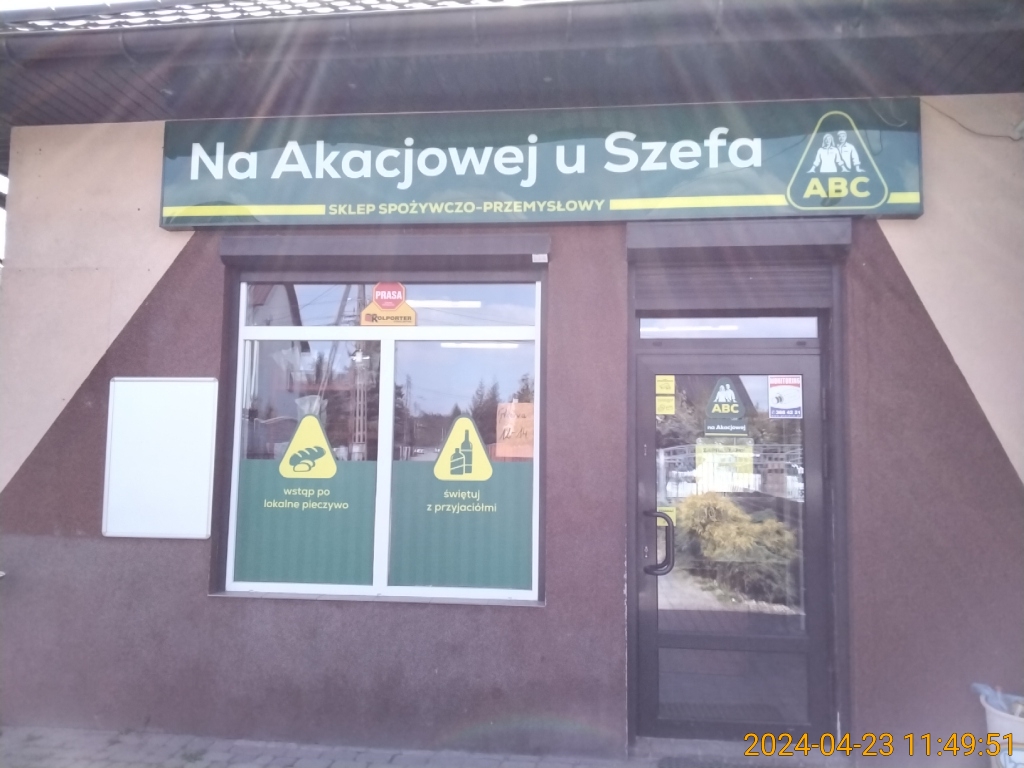 Na Akacjowej u Szefa
ABC
SKLEP SPOŻYWCZO-PRZEMYSŁOWY
PRASA
KOLPORTER
wstąp po
lokalne pieczywo
świętuj
z przyjaciółmi
ABC
na Akacjowej
MONITORING
2024-04-23 11:49:51